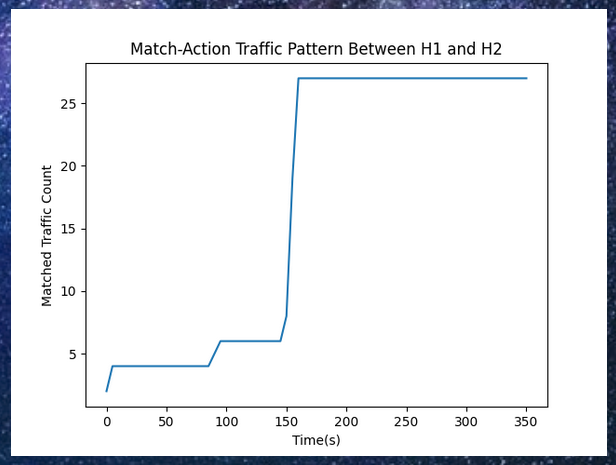 Match-Action Traffic Pattern Between H1 and H2
Matched Traffic Count
25
20
15
10
5
0 50 100 150 200 250 300 350
Time(s)